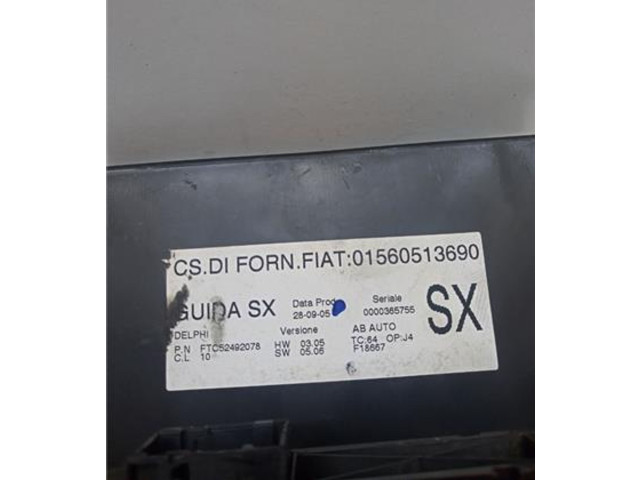 CS.DI FORN.FIAT:01560513690
GUIDA SX Data Prod. Seriale SX
28-09-05 0000365755
DELPHI Versione AB AUTO
P.N FTC52492078 HW 03.05 TC:64 OP:J4
C.L 10 SW 05.05 F18667